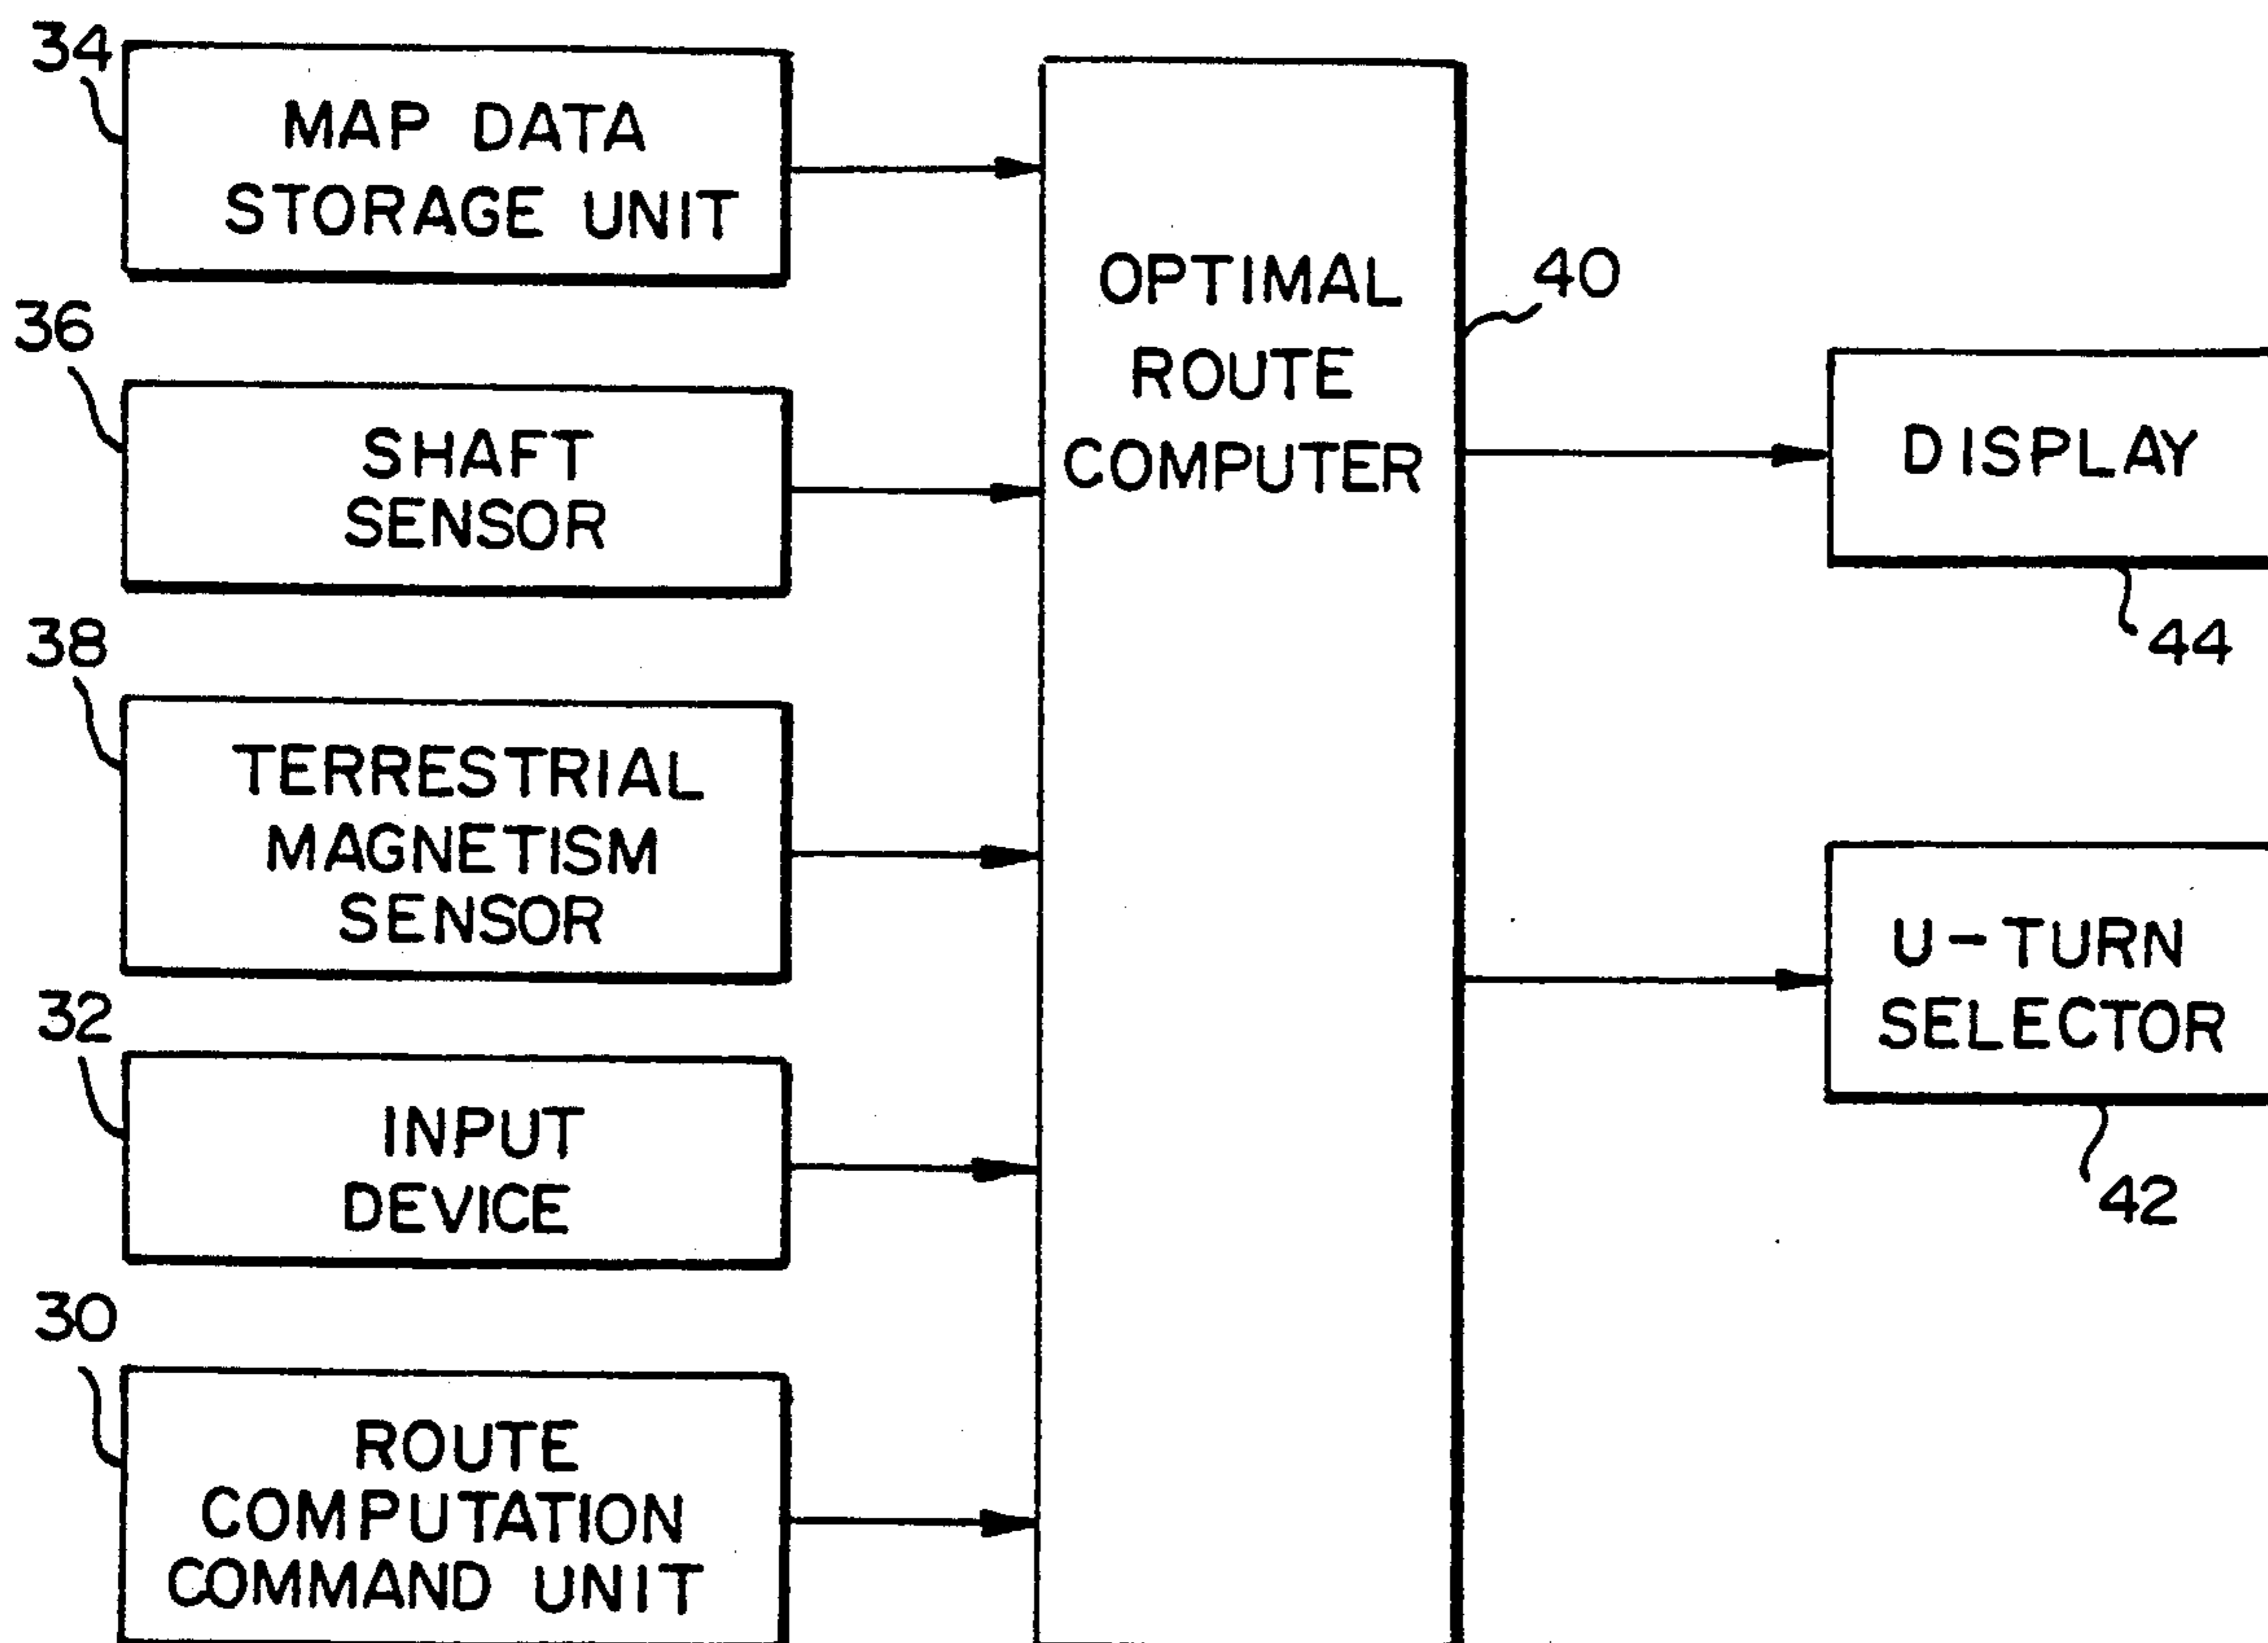 34
MAP DATA
STORAGE UNIT
36
SHAFT
SENSOR
38
TERRESTRIAL
MAGNETISM
SENSOR
32
INPUT
DEVICE
30
ROUTE
COMPUTATION
COMMAND UNIT
OPTIMAL
ROUTE
COMPUTER
40
DISPLAY
44
U-TURN
SELECTOR
42